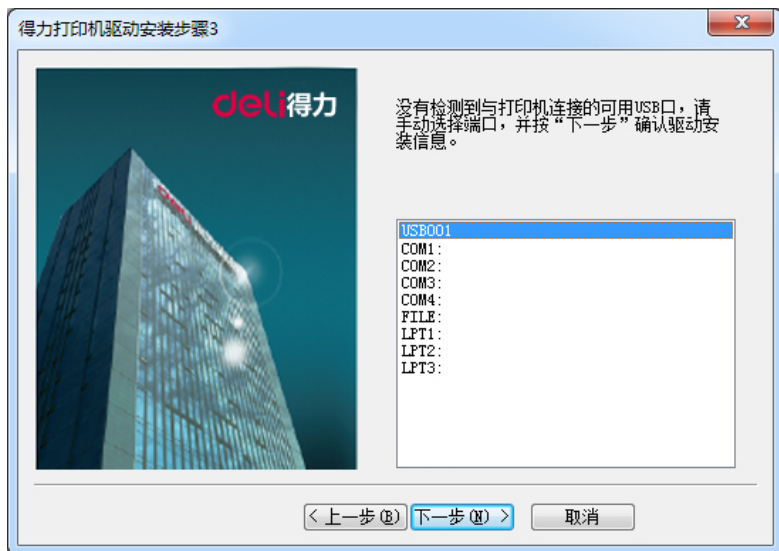 得力打印机驱动安装步骤3
deli得力
deli
没有检测到与打印机连接的可用USB口，请
手动选择端口，并按“下一步”确认驱动安
装信息。
USB001
COM1:
COM2:
COM3:
COM4:
FILE:
LPT1:
LPT2:
LPT3:
< 上一步(B)
下一步(N) >
取消